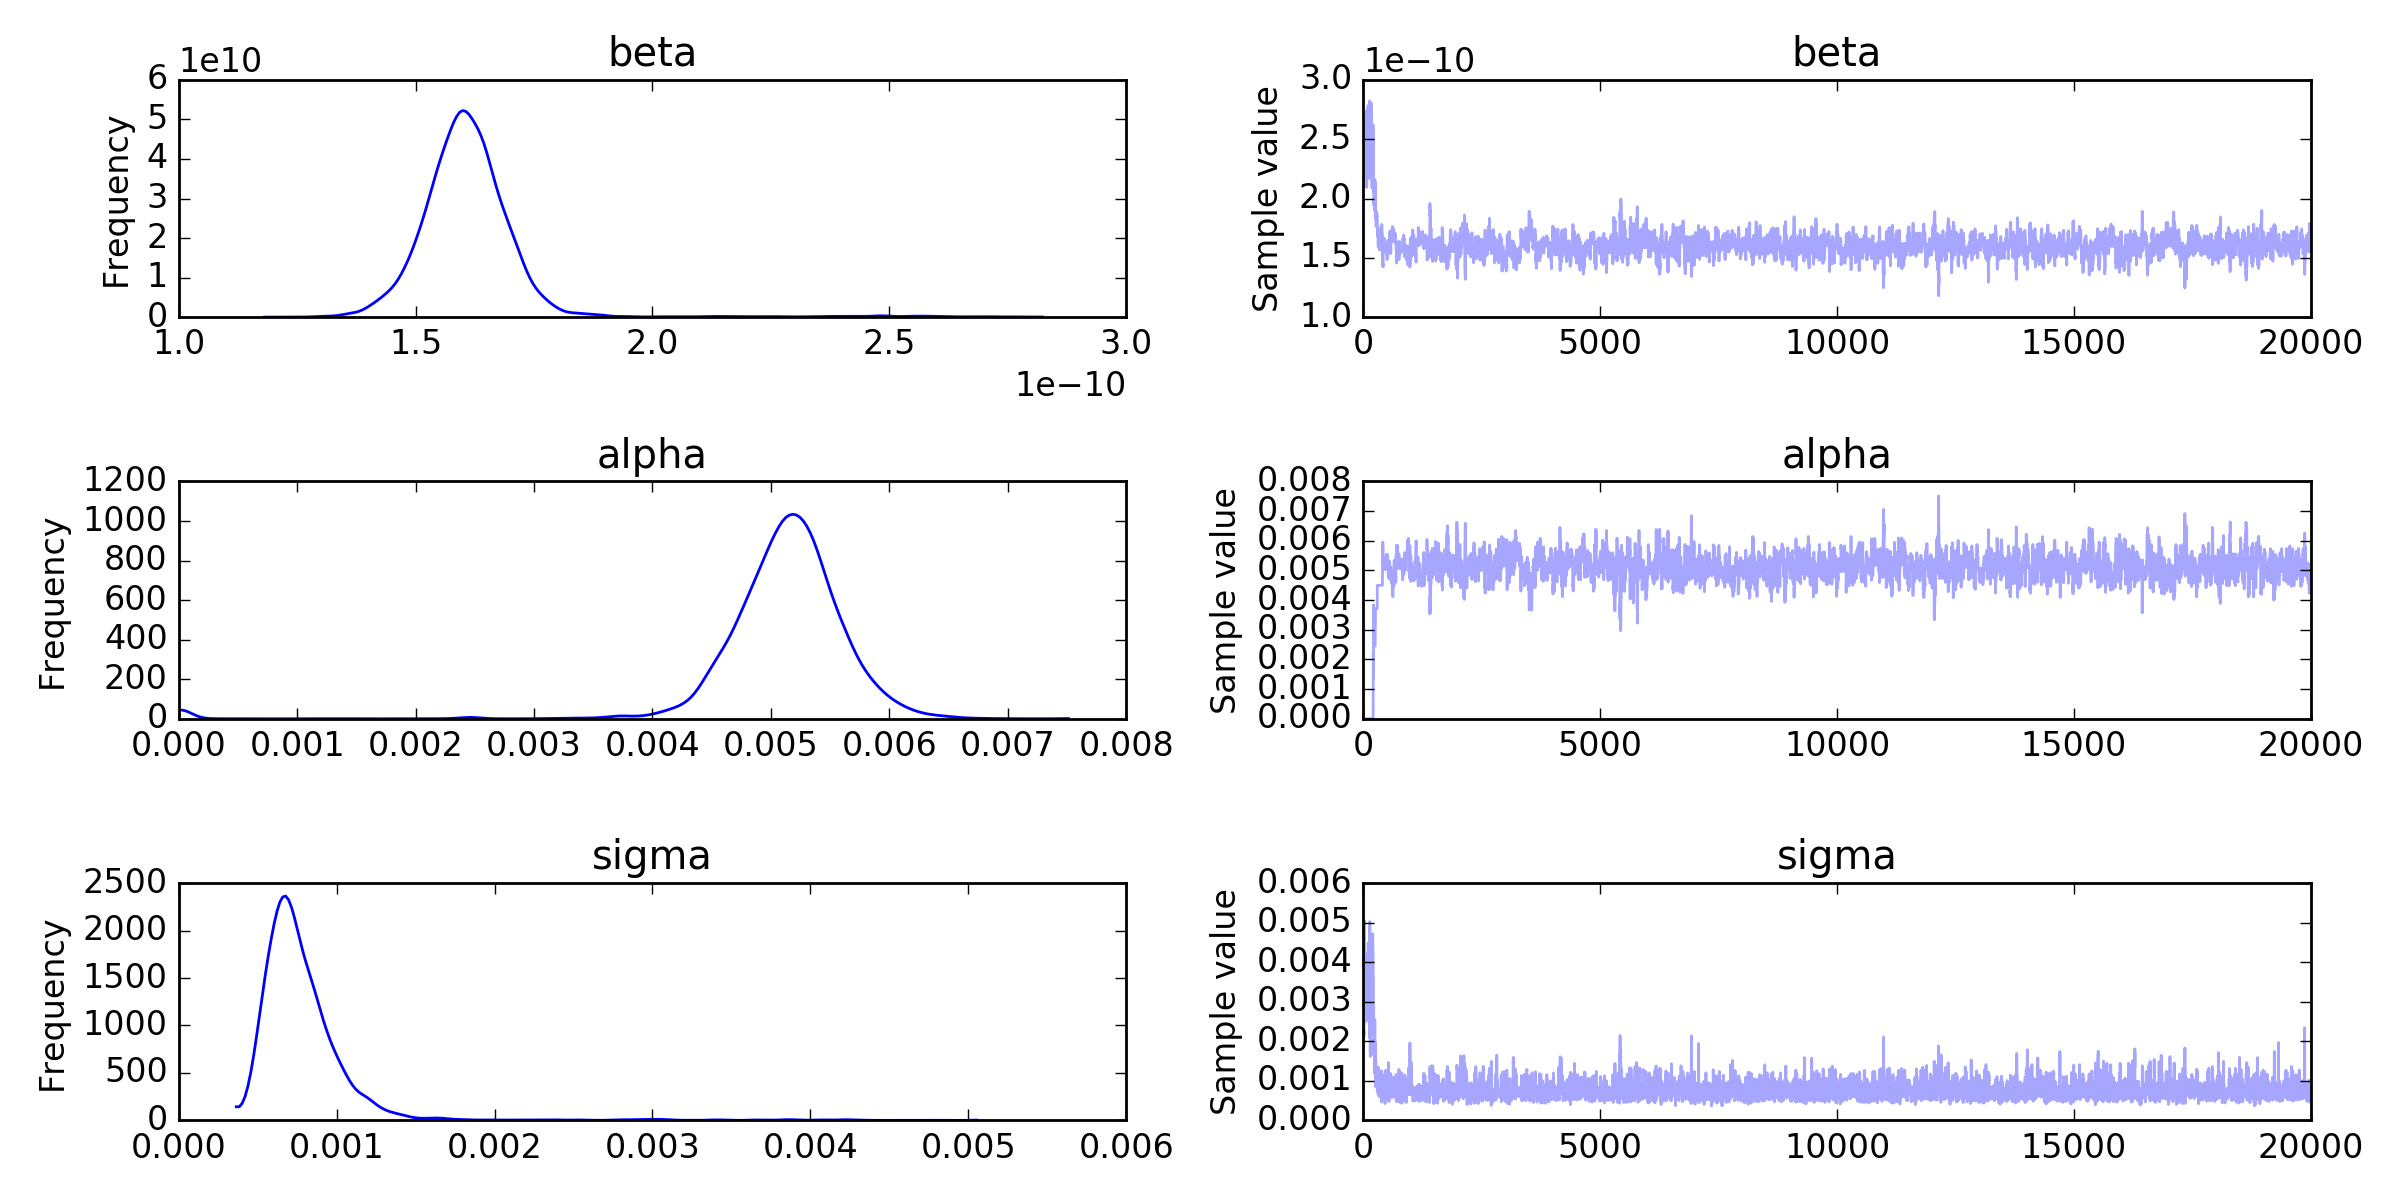 beta
1e10
6
5
4
3
2
1
0
Frequency
1.0 1.5 2.0 2.5 3.0
1e−10
beta
1e−10
3.0
2.5
2.0
1.5
1.0
Sample value
0 5000 10000 15000 20000
alpha
1200
1000
800
600
400
200
0
Frequency
0.000 0.001 0.002 0.003 0.004 0.005 0.006 0.007 0.008
alpha
0.008
0.007
0.006
0.005
0.004
0.003
0.002
0.001
0.000
Sample value
0 5000 10000 15000 20000
sigma
2500
2000
1500
1000
500
0
Frequency
0.000 0.001 0.002 0.003 0.004 0.005 0.006
sigma
0.006
0.005
0.004
0.003
0.002
0.001
0.000
Sample value
0 5000 10000 15000 20000